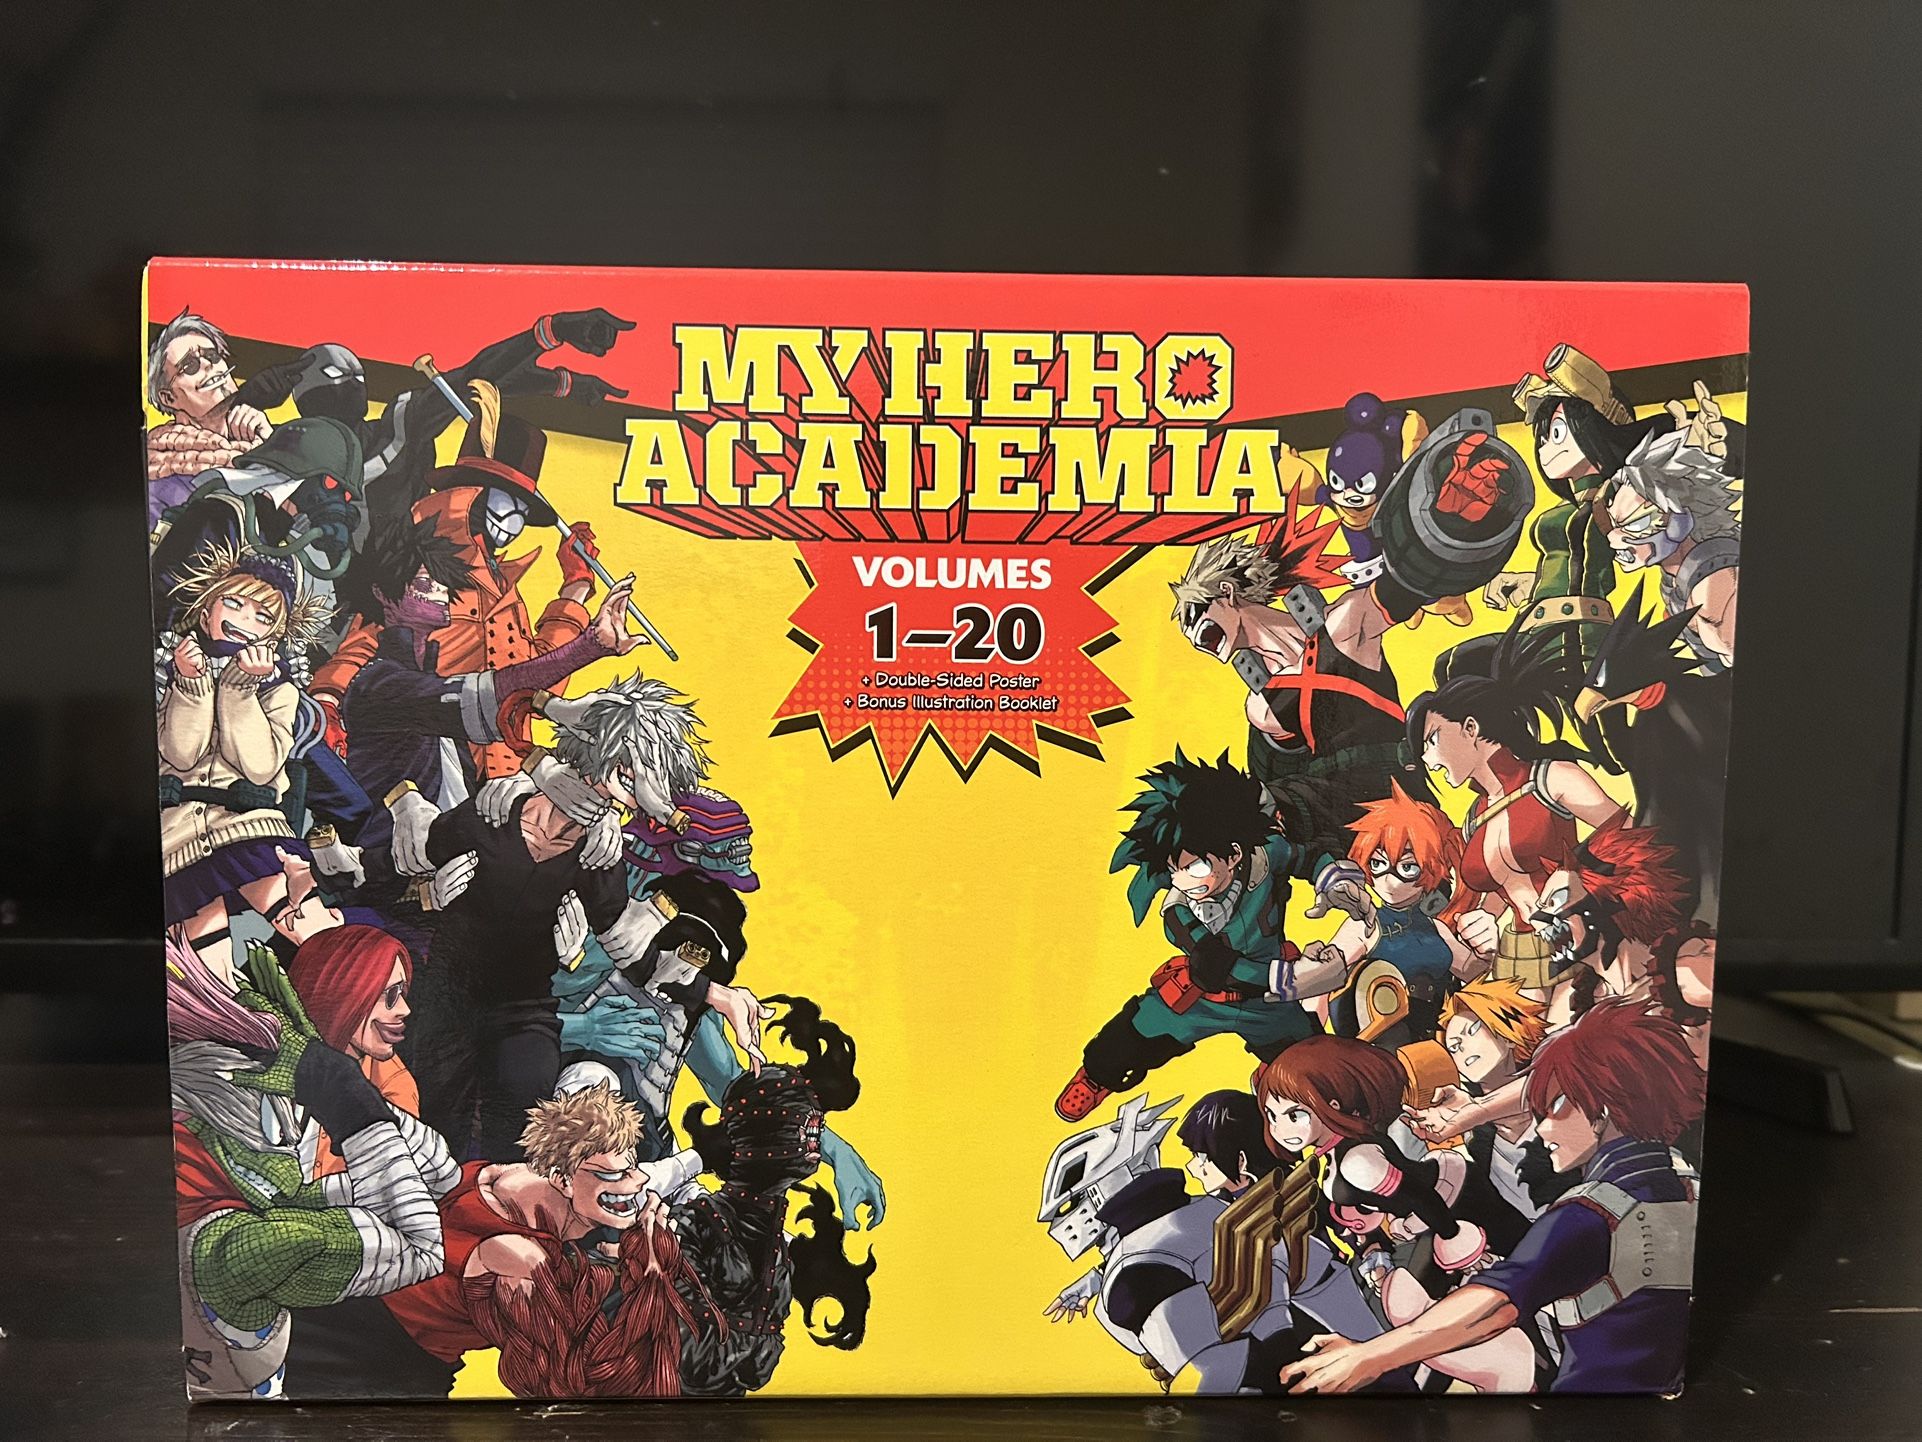 MY HERO
ACADEMIA
VOLUMES
1–20
+ Double-Sided Poster
+ Bonus Illustration Booklet